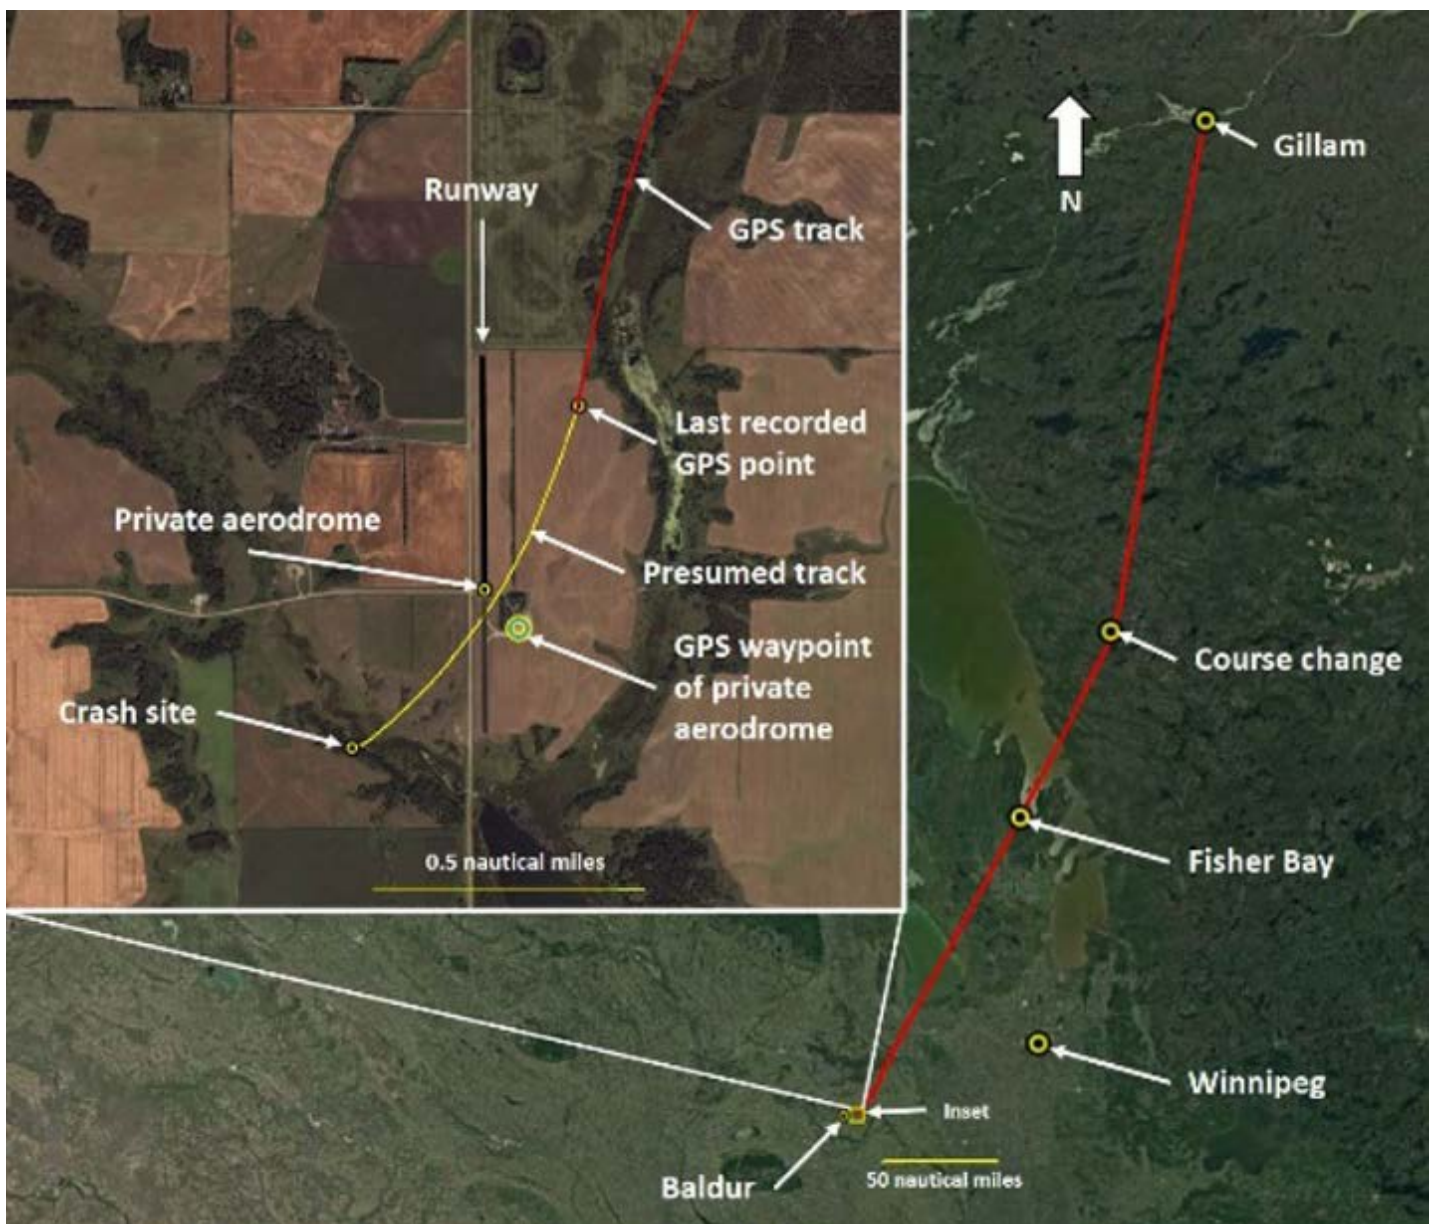 Runway
GPS track
Last recorded
GPS point
Private aerodrome
Presumed track
GPS waypoint
of private
aerodrome
Crash site
0.5 nautical miles
N
Gillam
Course change
Fisher Bay
Winnipeg
Inset
Baldur
50 nautical miles